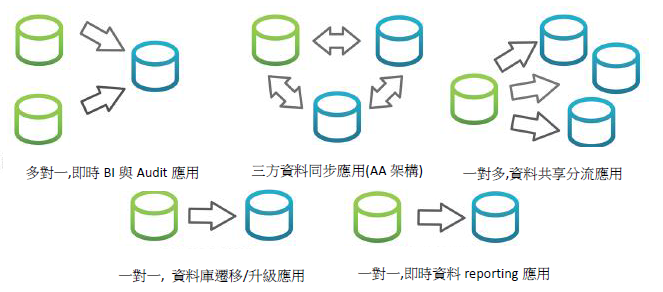 多對一,即時 BI 與 Audit 應用
三方資料同步應用(AA 架構)
一對多,資料共享分流應用
一對一, 資料庫遷移/升級應用
一對一,即時資料 reporting 應用